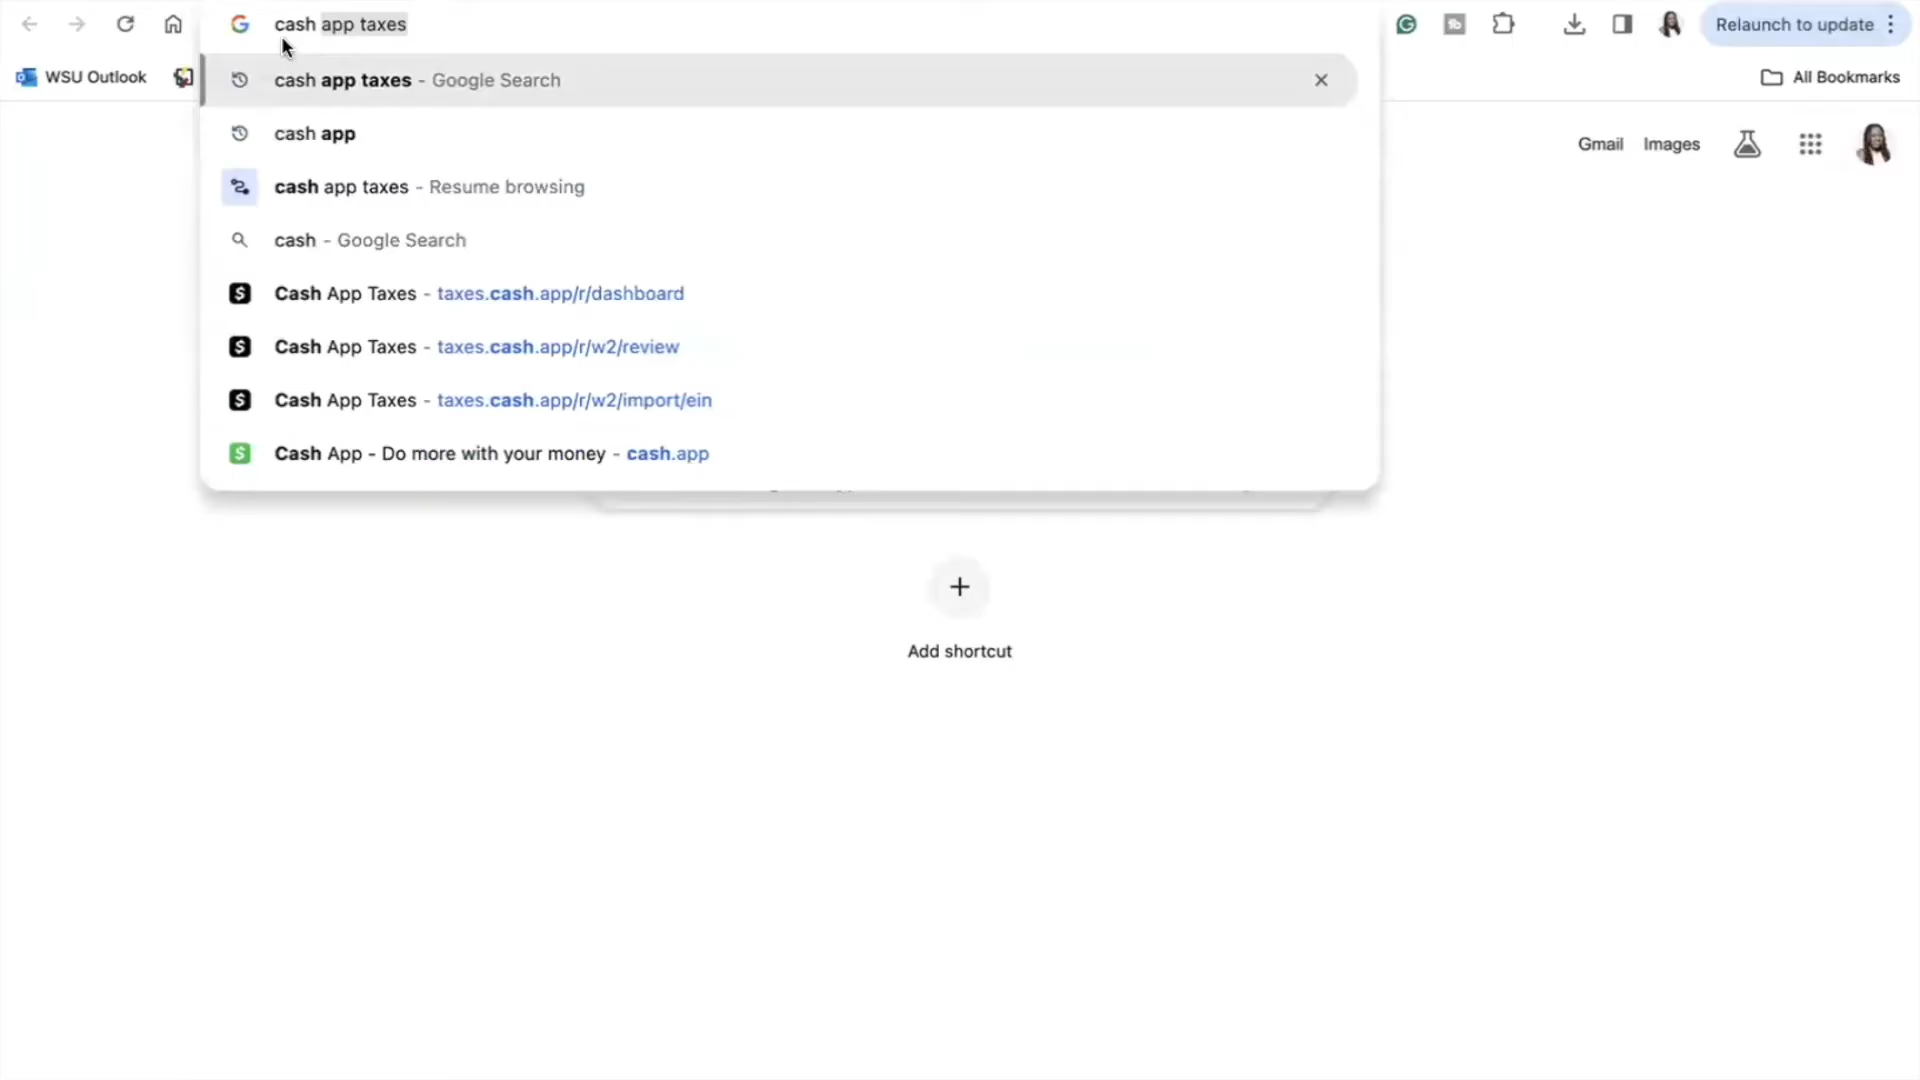 cash app taxes
Relaunch to update
WSU Outlook
All Bookmarks
cash app taxes - Google Search
cash app
cash app taxes - Resume browsing
cash - Google Search
Cash App Taxes - taxes.cash.app/r/dashboard
Cash App Taxes - taxes.cash.app/r/w2/review
Cash App Taxes - taxes.cash.app/r/w2/import/ein
Cash App - Do more with your money - cash.app
Gmail Images
Add shortcut